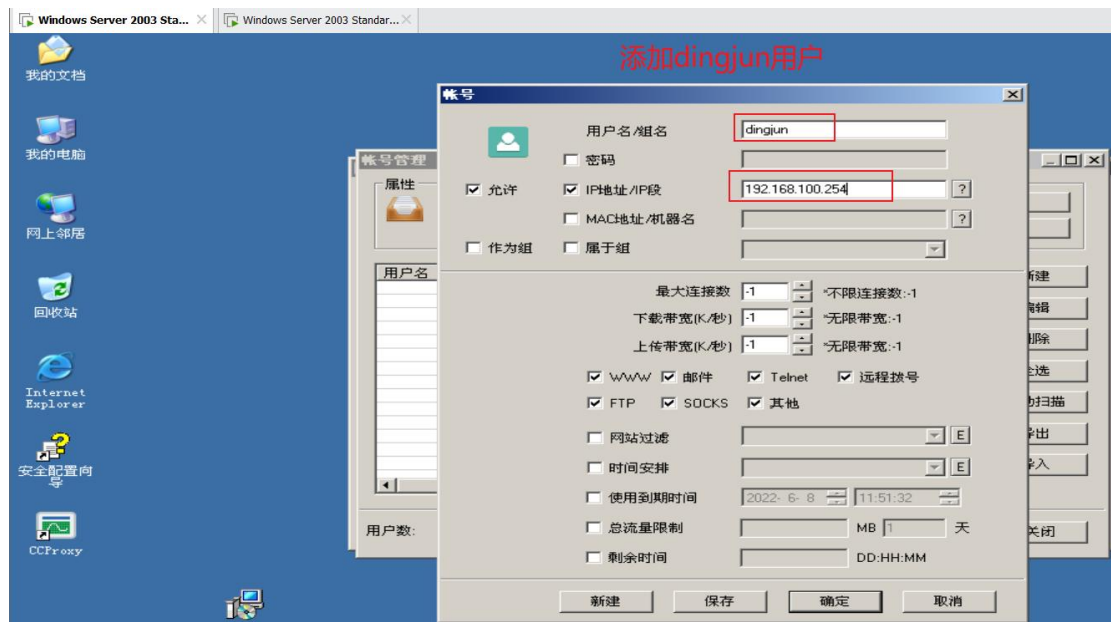 Windows Server 2003 Sta... ×
Windows Server 2003 Standar... ×
添加dingjun用户
我的文档
我的电脑
网上邻居
回收站
Internet
Explorer
安全配置向
导
CCProxy
帐号管理
属性
用户名
用户数:
新建
编辑
删除
全选
导出
导入
关闭
帐号
用户名/组名 dingjun
密码
允许 IP地址/IP段 192.168.100.254 ?
MAC地址/机器名 ?
作为组 属于组
最大连接数 -1 *不限连接数:-1
下载带宽(K/秒) -1 *无限带宽:-1
上传带宽(K/秒) -1 *无限带宽:-1
WWW 邮件 Telnet 远程拨号
FTP SOCKS 其他
网站过滤 E
时间安排 E
使用到期时间 2022- 6- 8 11:51:32
总流量限制 MB 1 天
剩余时间 DD:HH:MM
新建 保存 确定 取消